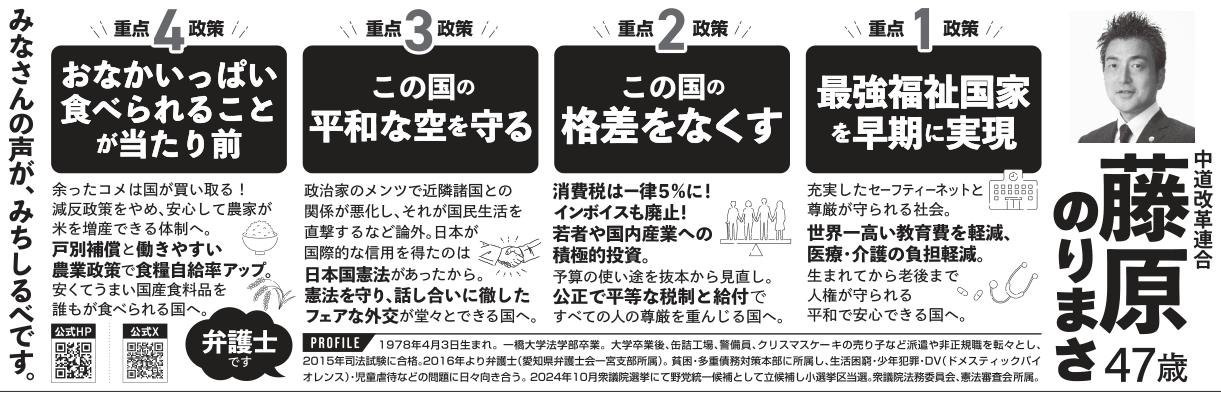 中道改革連合
藤原
のりまさ
47歳
重点1政策
最強福祉国家
を早期に実現
充実したセーフティーネットと
尊厳が守られる社会。
世界一高い教育費を軽減、
医療・介護の負担軽減。
生まれてから老後まで
人権が守られる
平和で安心できる国へ。
重点2政策
この国の
格差をなくす
消費税は一律5%に!
インボイスも廃止!
若者や国内産業への
積極的投資。
予算の使い途を抜本から見直し。
公正で平等な税制と給付で
すべての人の尊厳を重んじる国へ。
重点3政策
この国の
平和な空を守る
政治家のメンツで近隣諸国との
関係が悪化し、それが国民生活を
直撃するなど論外。日本が
国際的な信用を得たのは
日本国憲法があったから。
憲法を守り、話し合いに徹した
フェアな外交が堂々とできる国へ。
重点4政策
おなかいっぱい
食べられること
が当たり前
余ったコメは国が買い取る!
減反政策をやめ、安心して農家が
米を増産できる体制へ。
戸別補償と働きやすい
農業政策で食糧自給率アップ。
安くてうまい国産食料品を
誰もが食べられる国へ。
公式HP
公式X
弁護士
です
PROFILE 1978年4月3日生まれ。一橋大学法学部卒業。大学卒業後、缶詰工場、警備員、クリスマスケーキの売り子など派遣や非正規職を転々とし、
2015年司法試験に合格。2016年より弁護士(愛知県弁護士会一宮支部所属)。貧困・多重債務対策本部に所属し、生活困窮・少年犯罪・DV(ドメスティックバイ
オレンス)・児童虐待などの問題に日々向き合う。2024年10月衆議院選挙にて野党統一候補として立候補し小選挙区当選。衆議院法務委員会、憲法審査会所属。
みなさんの声が、みちしるべです。